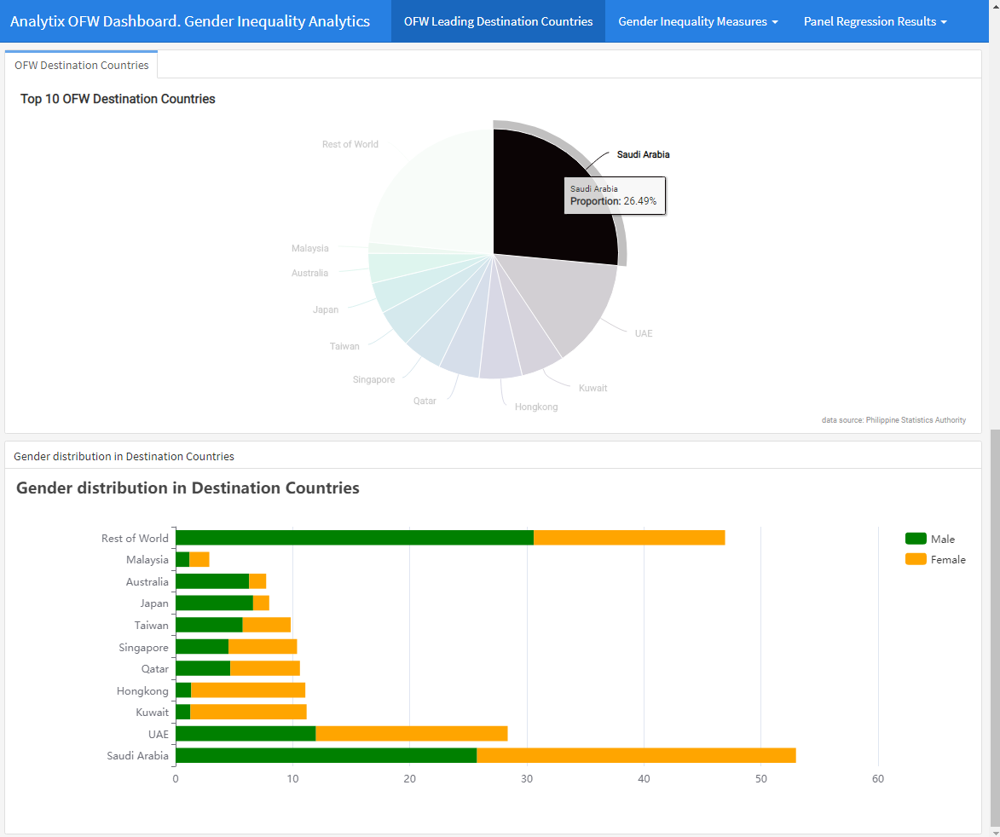 Analytix OFW Dashboard. Gender Inequality Analytics
OFW Leading Destination Countries
Gender Inequality Measures
Panel Regression Results
OFW Destination Countries
Top 10 OFW Destination Countries
Rest of World
Saudi Arabia
Saudi Arabia
Proportion: 26.49%
Malaysia
Australia
Japan
UAE
Taiwan
Singapore
Kuwait
Qatar
Hongkong
data source: Philippine Statistics Authority
Gender distribution in Destination Countries
Gender distribution in Destination Countries
Rest of World
Malaysia
Australia
Japan
Taiwan
Singapore
Qatar
Hongkong
Kuwait
UAE
Saudi Arabia
0 10 20 30 40 50 60
Male
Female